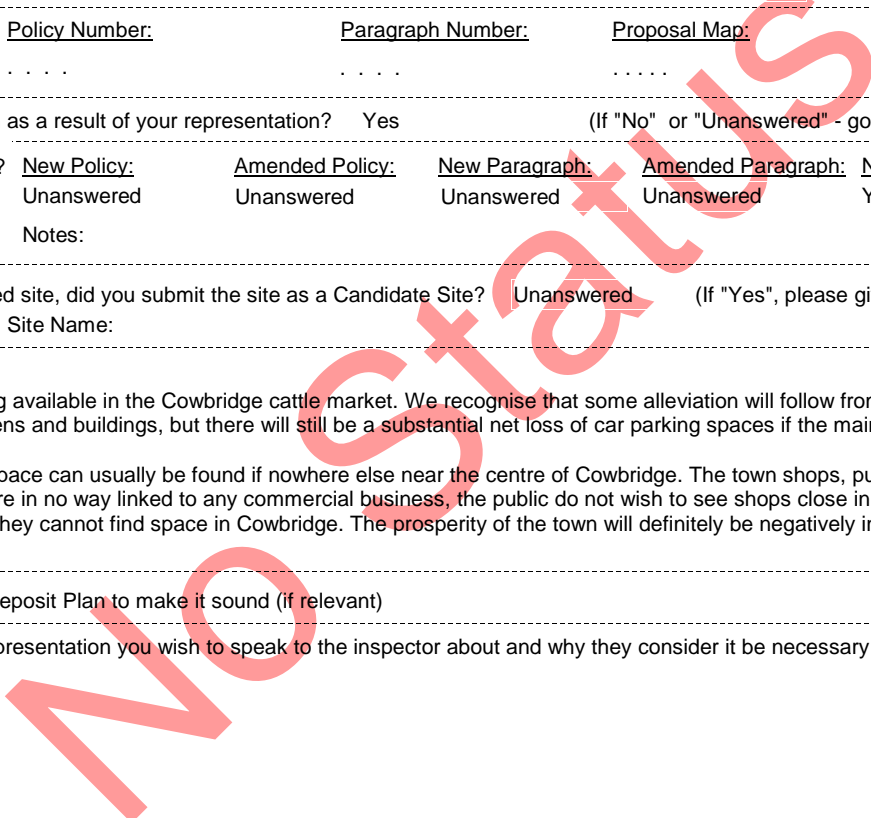 Policy Number: Paragraph Number: Proposal Map:
. . . . . . . . . . . . .
as a result of your representation? Yes (If "No" or "Unanswered" - go
? New Policy: Amended Policy: New Paragraph: Amended Paragraph: N
Unanswered Unanswered Unanswered Unanswered Y
Notes:
ed site, did you submit the site as a Candidate Site? Unanswered (If "Yes", please gi
Site Name:
g available in the Cowbridge cattle market. We recognise that some alleviation will follow from
ens and buildings, but there will still be a substantial net loss of car parking spaces if the main
pace can usually be found if nowhere else near the centre of Cowbridge. The town shops, pu
re in no way linked to any commercial business, the public do not wish to see shops close in
hey cannot find space in Cowbridge. The prosperity of the town will definitely be negatively i
eposit Plan to make it sound (if relevant)
presentation you wish to speak to the inspector about and why they consider it be necessary
No Status